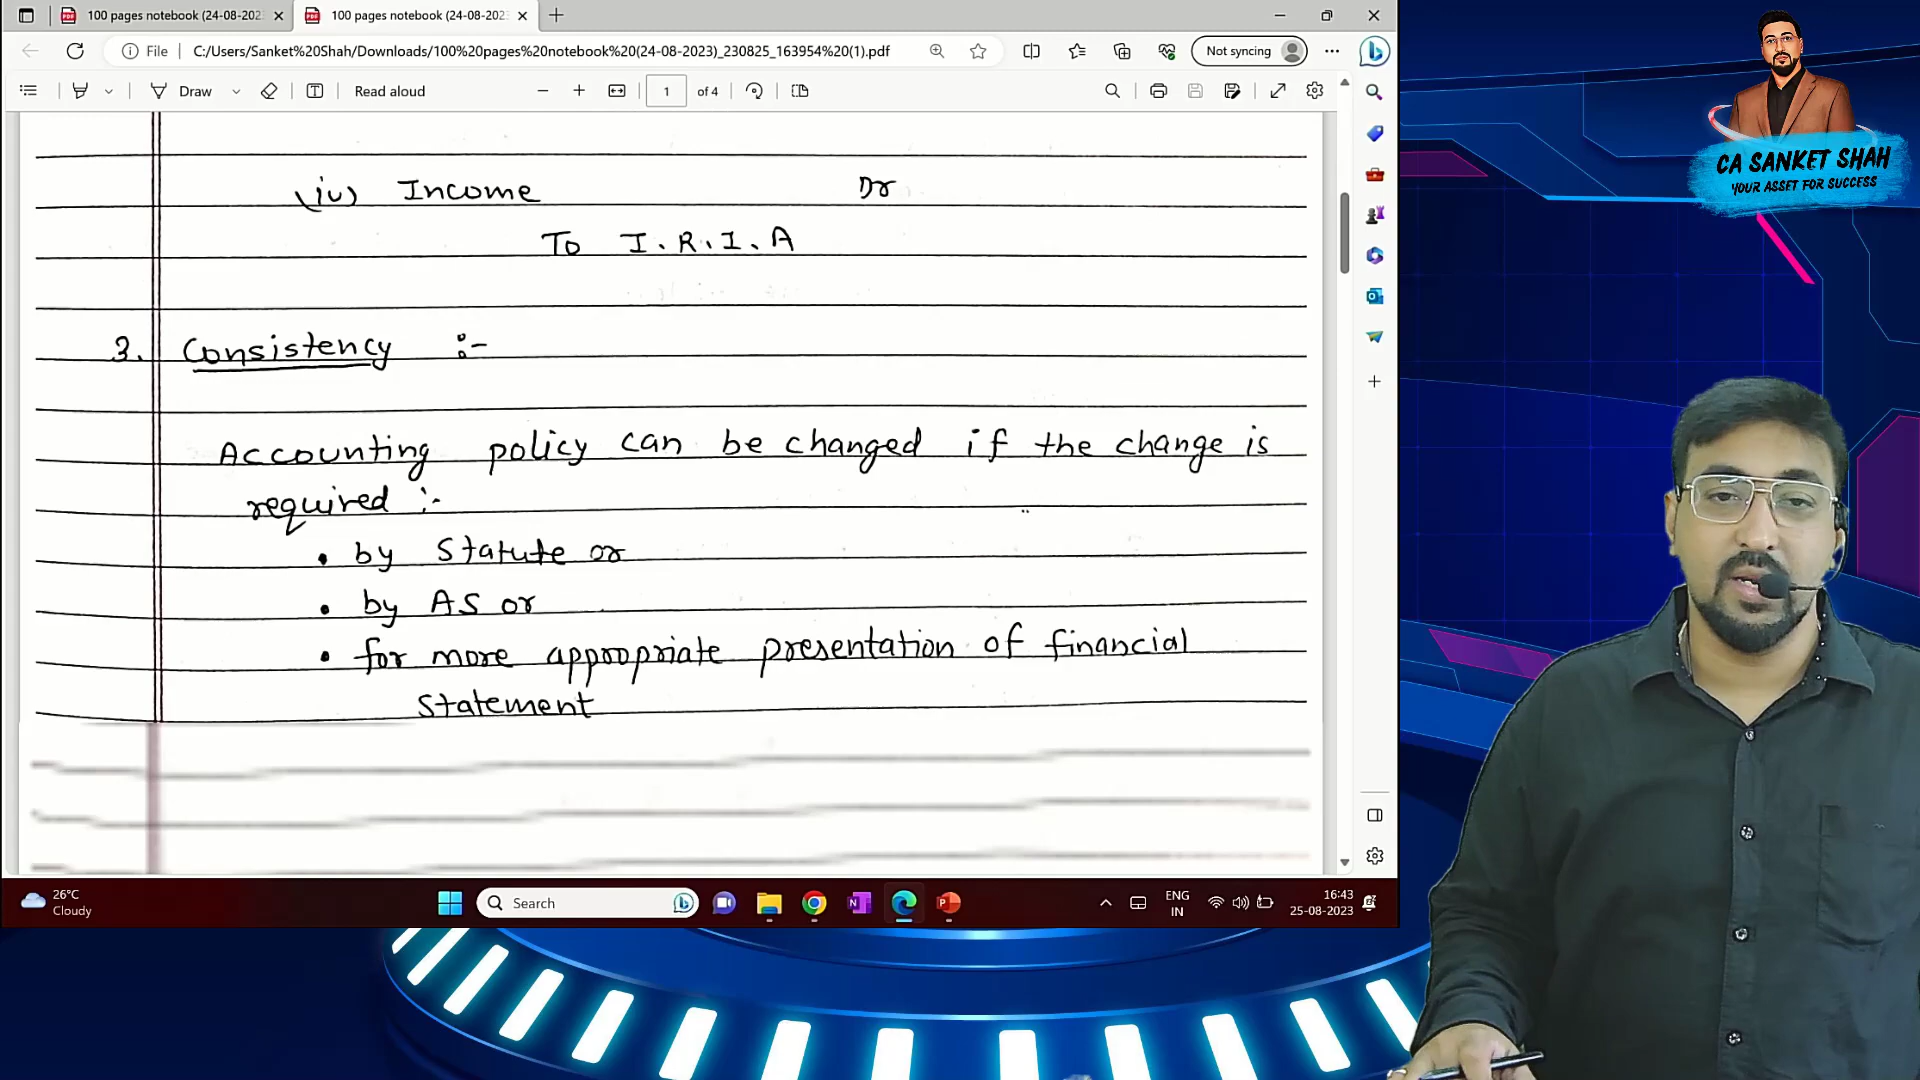 100 pages notebook (24-08-202
100 pages notebook (24-08-202
File
C:/Users/Sanket%20Shah/Downloads/100%20pages%20notebook%20(24-08-2023)_230825_163954%20(1).pdf
Not syncing
Draw
Read aloud
1
of 4
(iv) Income Dr
To I.R.I.A
3. Consistency :-
Accounting policy can be changed if the change is
required :-
• by Statute or
• by AS or
• for more appropriate presentation of financial
Statement
26°C
Cloudy
Search
ENG
IN
16:43
25-08-2023
CA SANKET SHAH
YOUR ASSET FOR SUCCESS